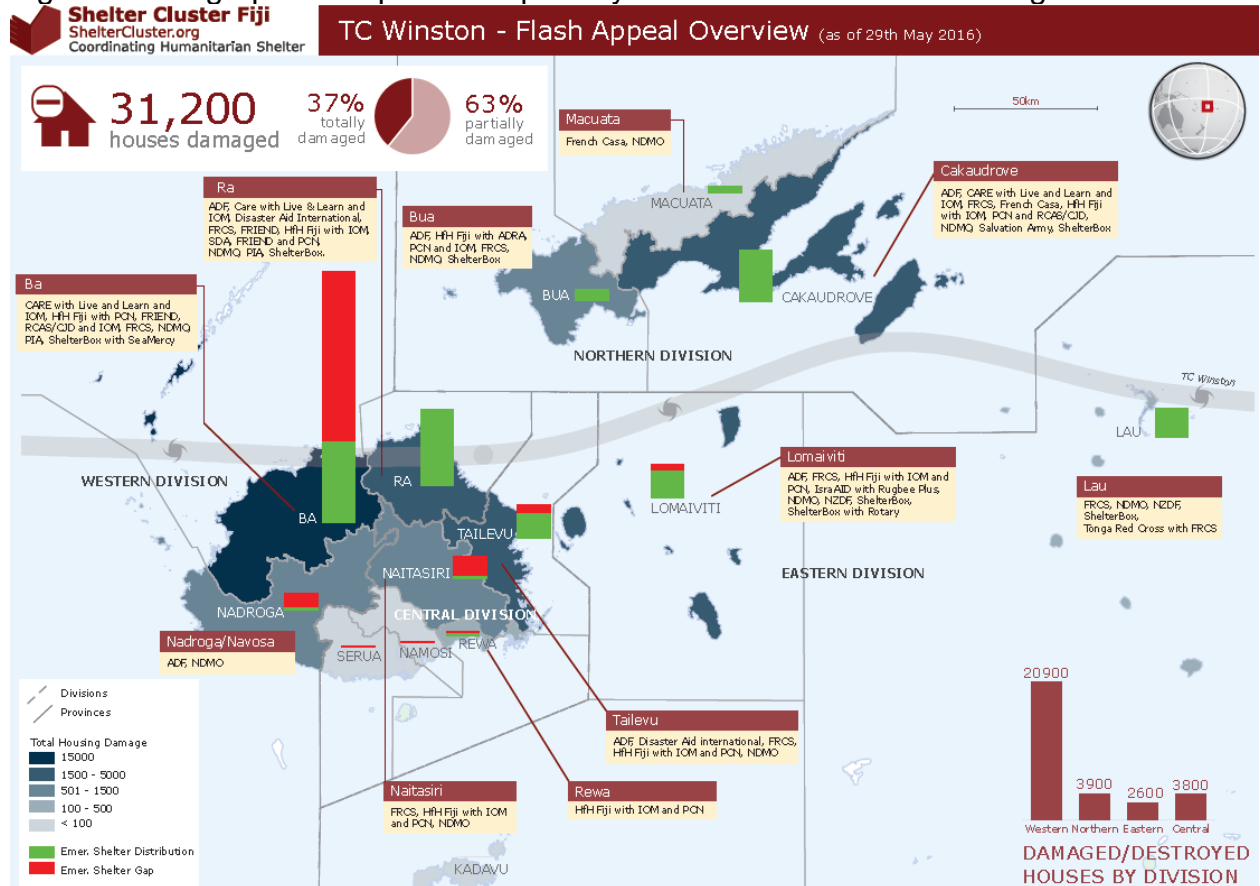 Shelter Cluster Fiji
ShelterCluster.org
Coordinating Humanitarian Shelter
TC Winston - Flash Appeal Overview (as of 29th May 2016)
31,200
houses damaged
37%
totally
damaged
63%
partially
damaged
50km
Macuata
French Casa, NDMO
MACUATA
Cakaudrove
ADF, CARE with Live and Learn and
IOM, FRCS, French Casa, HfH Fiji
with IOM, PCN and RCAS/CJD,
NDMO, Salvation Army, ShelterBox
CAKAUDROVE
Ra
ADF, Care with Live & Learn and
IOM, Disaster Aid International,
FRCS, FRIEND, HfH Fiji with IOM,
SDA, FRIEND and PCN,
NDMO, PIA, ShelterBox.
Bua
ADF, HfH Fiji with ADRA,
PCN and IOM, FRCS,
NDMO, ShelterBox
BUA
Ba
CARE with Live and Learn and
IOM, HfH Fiji with PCN, FRIEND,
RCAS/CJD and IOM, FRCS, NDMO,
PIA, ShelterBox with SeaMercy
NORTHERN DIVISION
TC Winston
LAU
WESTERN DIVISION
RA
BA
Lomaiviti
ADF, FRCS, HfH Fiji with IOM and
PCN, IsraAID with Rugbee Plus,
NDMO, NZDF, ShelterBox,
ShelterBox with Rotary
LOMAIVITI
Lau
FRCS, NDMO, NZDF,
ShelterBox,
Tonga Red Cross with FRCS
TAILEVU
NAITASIRI
EASTERN DIVISION
NADROGA
CENTRAL DIVISION
REWA
NAMOSI
SERUA
Nadroga/Navosa
ADF, NDMO
Divisions
Provinces
Total Housing Damage
15000
1500 - 5000
501 - 1500
100 - 500
< 100
Emer. Shelter Distribution
Emer. Shelter Gap
Tailevu
ADF, Disaster Aid international, FRCS,
HfH Fiji with IOM and PCN, NDMO
Naitasiri
FRCS, HfH Fiji with IOM
and PCN, NDMO
Rewa
HfH Fiji with IOM and PCN
KADAVU
20900
3900
2600
3800
Western Northern Eastern Central
DAMAGED/DESTROYED
HOUSES BY DIVISION